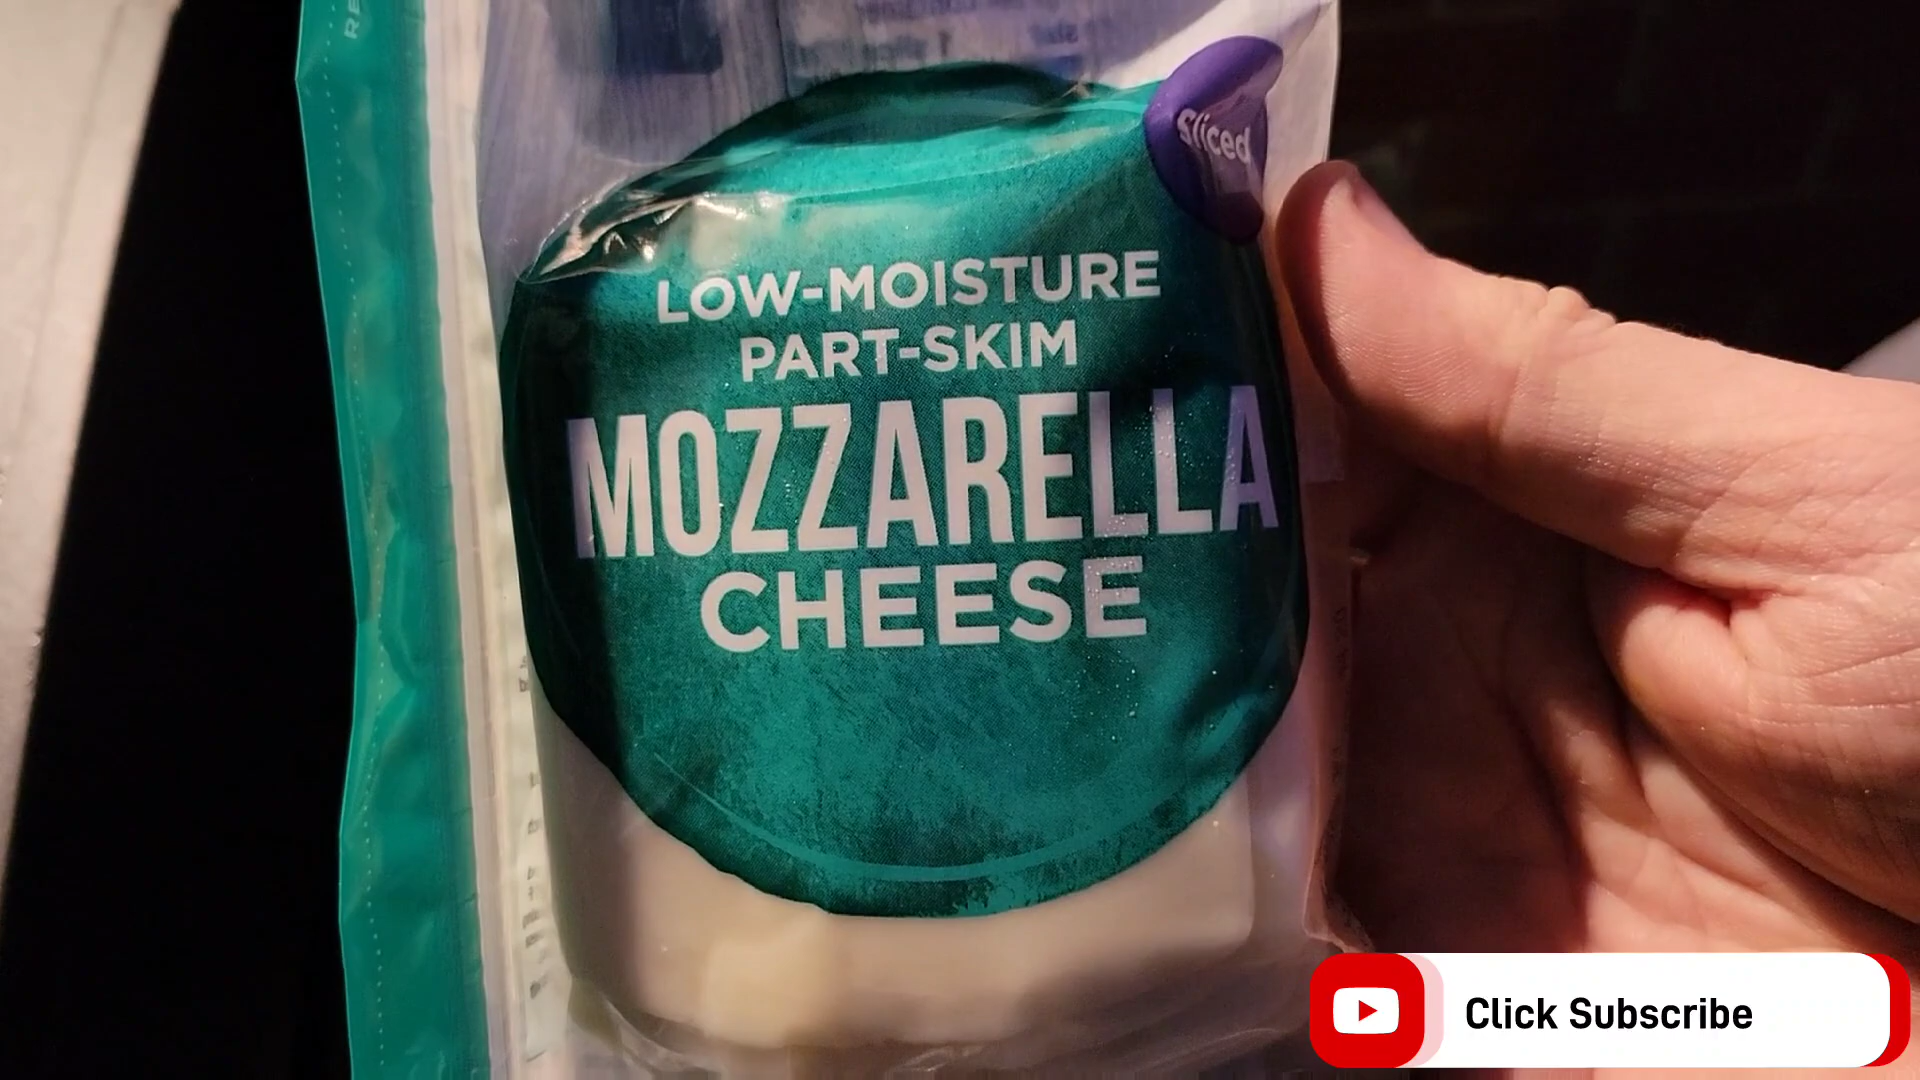 Sliced
LOW-MOISTURE
PART-SKIM
MOZZARELLA
CHEESE
Click Subscribe